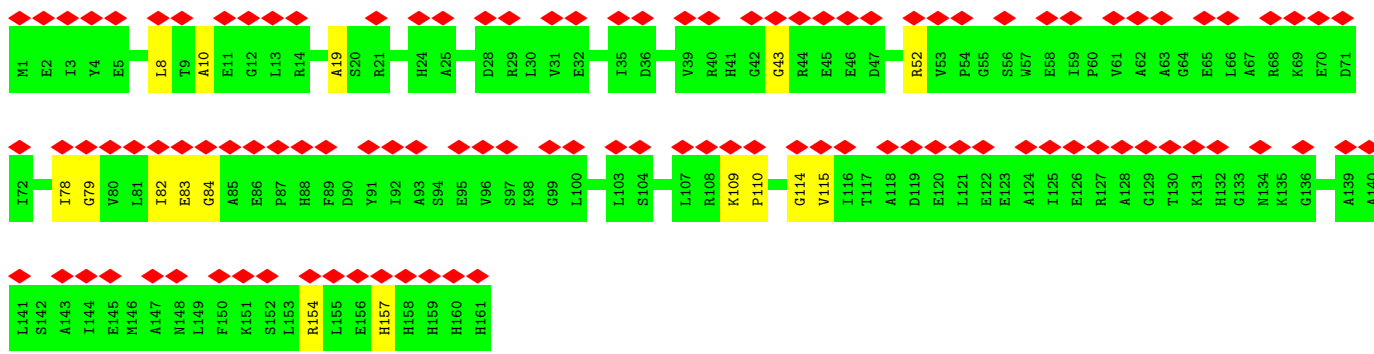 M1 E2 I3 Y4 E5 L8 T9 A10 E11 G12 L13 R14 A19 S20 R21 H24 A25 D28 R29 L30 V31 E32 I35 D36 V39 R40 H41 G42 G43 R44 E45 E46 D47 R52 V53 P54 G55 S56 W57 E58 I59 P60 V61 A62 A63 G64 E65 L66 A67 R68 K69 E70 D71
I72 I78 G79 V80 L81 I82 E83 G84 A85 E86 P87 H88 F89 D90 Y91 I92 A93 S94 E95 V96 S97 K98 G99 L100 L103 S104 L107 R108 K109 P110 G114 V115 I116 T117 A118 D119 E120 L121 E122 E123 A124 I125 E126 R127 A128 G129 T130 K131 H132 G133 N134 K135 G136 A139 A140
L141 S142 A143 I144 E145 M146 A147 N148 L149 F150 K151 S152 L153 R154 L155 E156 H157 H158 H159 H160 H161